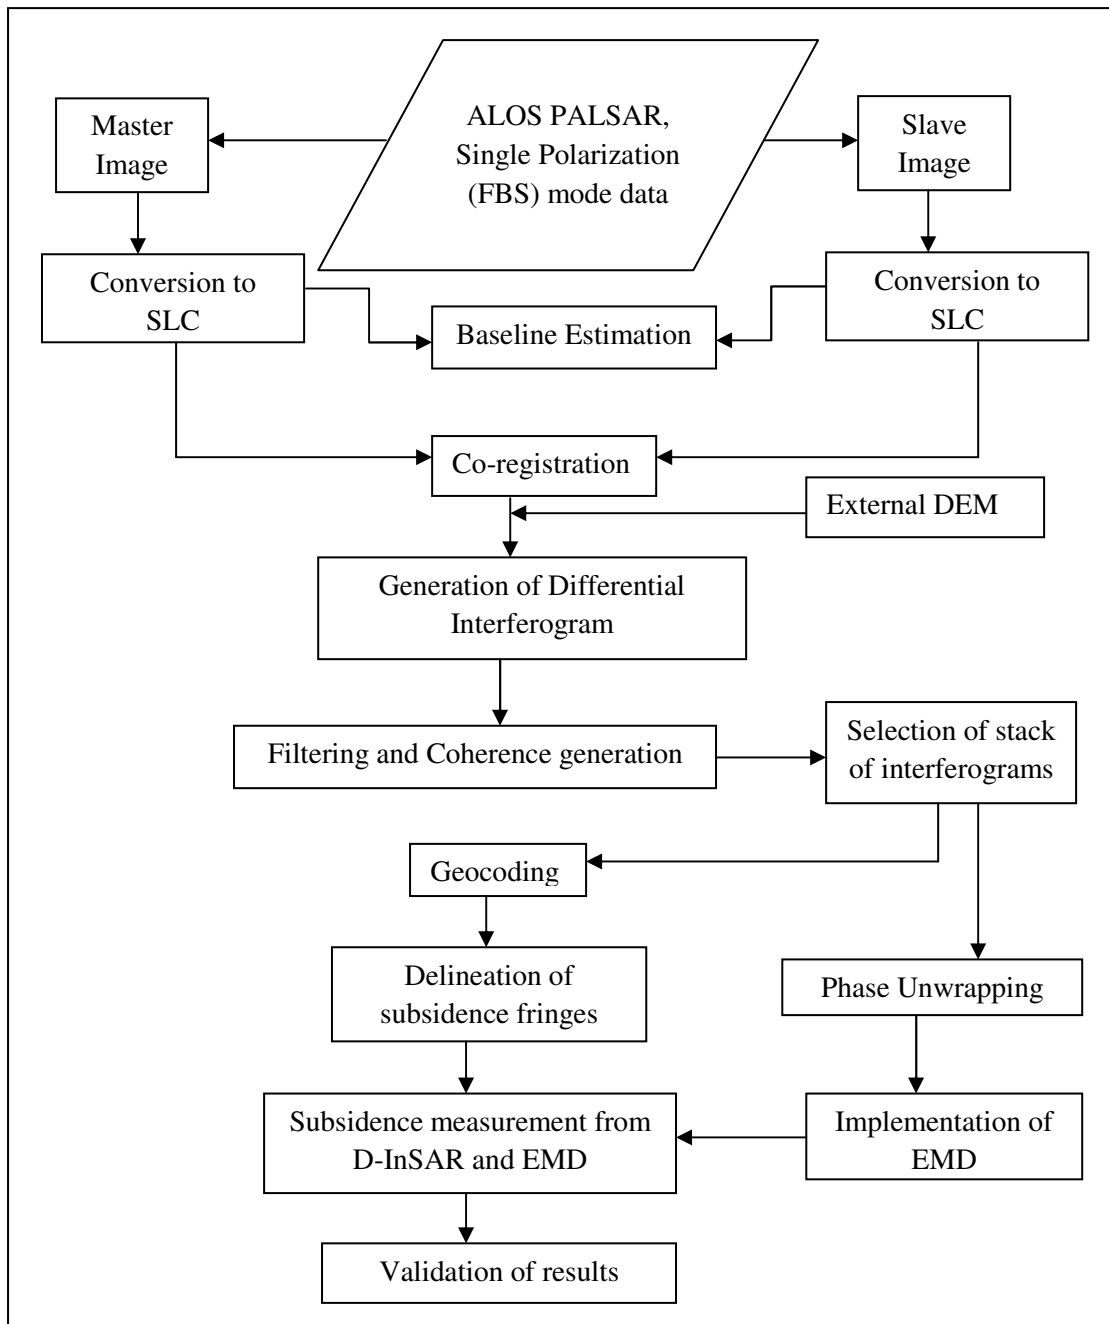 Master
Image
ALOS PALSAR,
Single Polarization
(FBS) mode data
Slave
Image
Conversion to
SLC
Baseline Estimation
Conversion to
SLC
Co-registration
External DEM
Generation of Differential
Interferogram
Filtering and Coherence generation
Selection of stack
of interferograms
Geocoding
Delineation of
subsidence fringes
Phase Unwrapping
Subsidence measurement from
D-InSAR and EMD
Implementation of
EMD
Validation of results